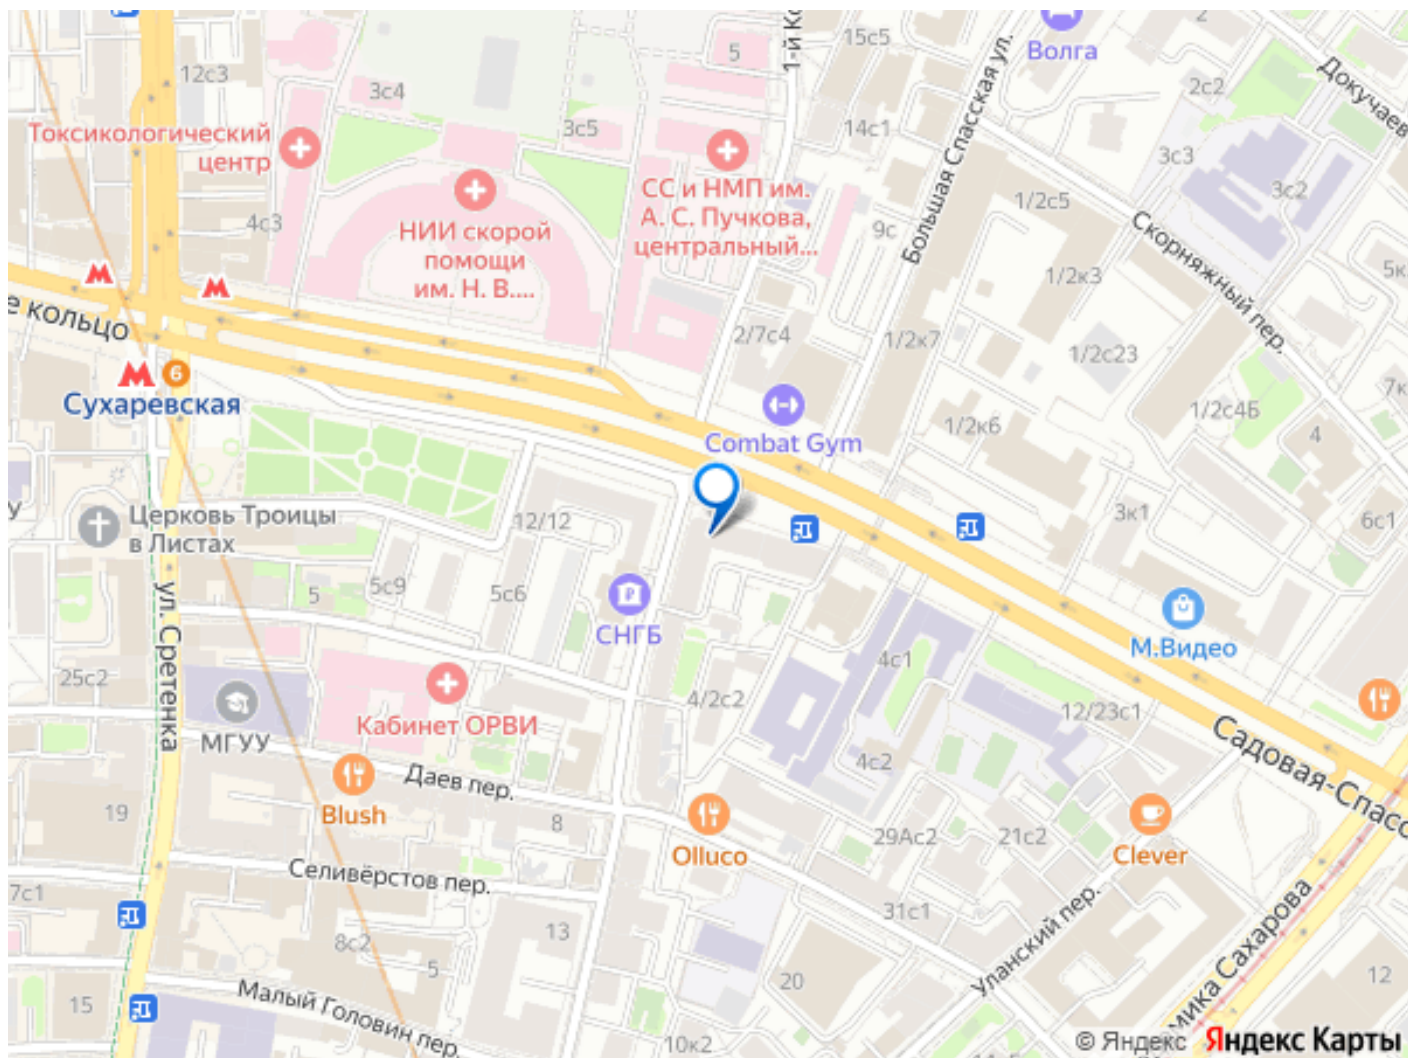 Волга
15с5
2
5
1-й Ко
12с3
3с4
Докучаев
2с2
Токсикологический
центр
3с5
14с1
Большая Спасская ул.
3с3
СС и НМП им.
А. С. Пучкова,
центральный...
1/2с5
3с2
НИИ скорой
помощи
им. Н. В....
4с3
9с
Скорняжный пер.
1/2к3
5к
е кольцо
2/7с4
1/2к7
1/2с23
6
Сухаревская
7к
1/2с4Б
Combat Gym
1/2к6
4
У
Церковь Троицы
в Листах
12/12
3к1
6с1
5с9
5
5с6
СНГБ
М.Видео
ул. Сретенка
4с1
25с2
4/2с2
12/23с1
Кабинет ОРВИ
МГУУ
4с2
Садовая-Спасс
Даев пер.
Blush
19
8
Olluco
29Ас2
21с2
Clever
Селивёрстов пер.
7с1
31с1
Уланский пер.
13
8с2
5
20
12
15
Малый Головин пер.
10к2
мика Сахарова
© Яндекс Яндекс Карты